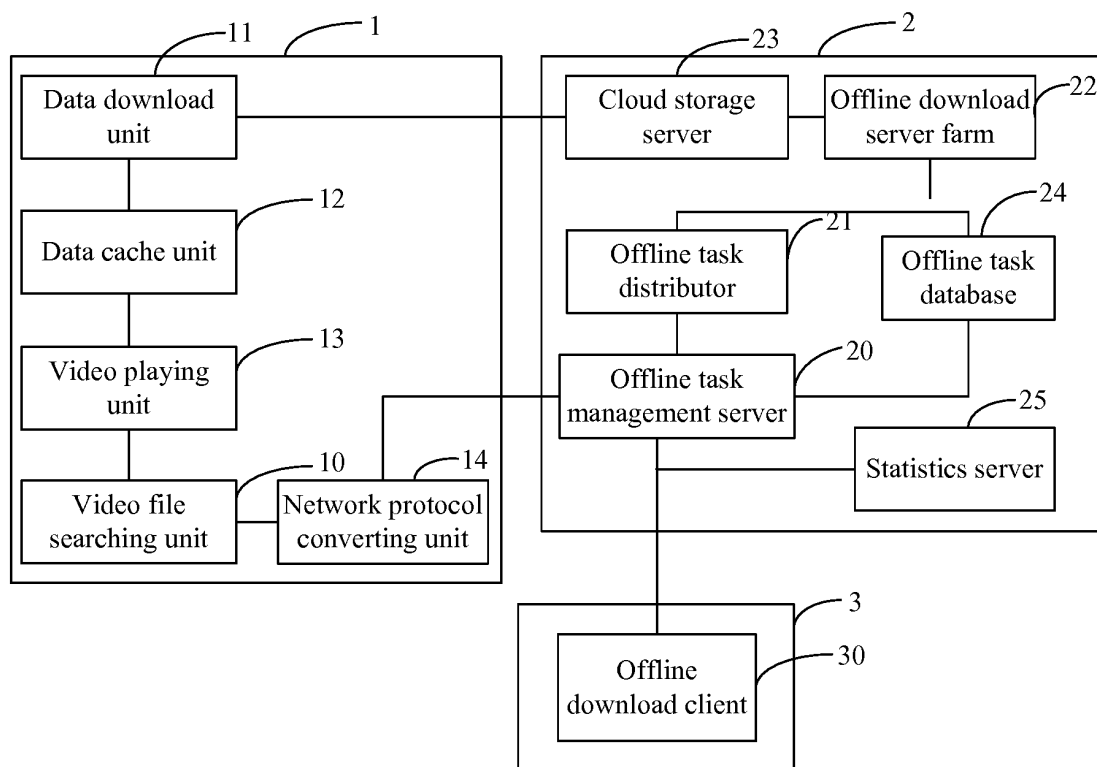 11
1
23
2
Data download
unit
Cloud storage
server
Offline download
server farm
22
12
Data cache unit
21
24
Offline task
distributor
Offline task
database
13
Video playing
unit
20
Offline task
management server
25
Statistics server
10
14
Video file
searching unit
Network protocol
converting unit
3
30
Offline
download client